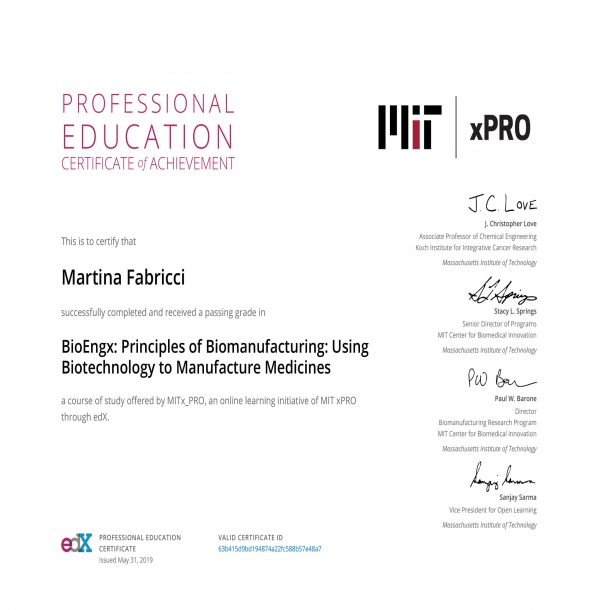 PROFESSIONAL
EDUCATION
CERTIFICATE of ACHIEVEMENT
MIT
xPRO
This is to certify that
Martina Fabricci
successfully completed and received a passing grade in
BioEngx: Principles of Biomanufacturing: Using
Biotechnology to Manufacture Medicines
a course of study offered by MITx_PRO, an online learning initiative of MIT xPRO
through edX.
J.C. LOVE
J. Christopher Love
Associate Professor of Chemical Engineering
Koch Institute for Integrative Cancer Research
Massachusetts Institute of Technology
Stacy L. Springs
Senior Director of Programs
MIT Center for Biomedical Innovation
Massachusetts Institute of Technology
Paul W. Barone
Director
Biomanufacturing Research Program
MIT Center for Biomedical Innovation
Massachusetts Institute of Technology
Sanjay Sarma
Vice President for Open Learning
Massachusetts Institute of Technology
edX
PROFESSIONAL EDUCATION
CERTIFICATE
Issued May 31, 2019
VALID CERTIFICATE ID
63b415d9bd194874a22fc588b57e48a7